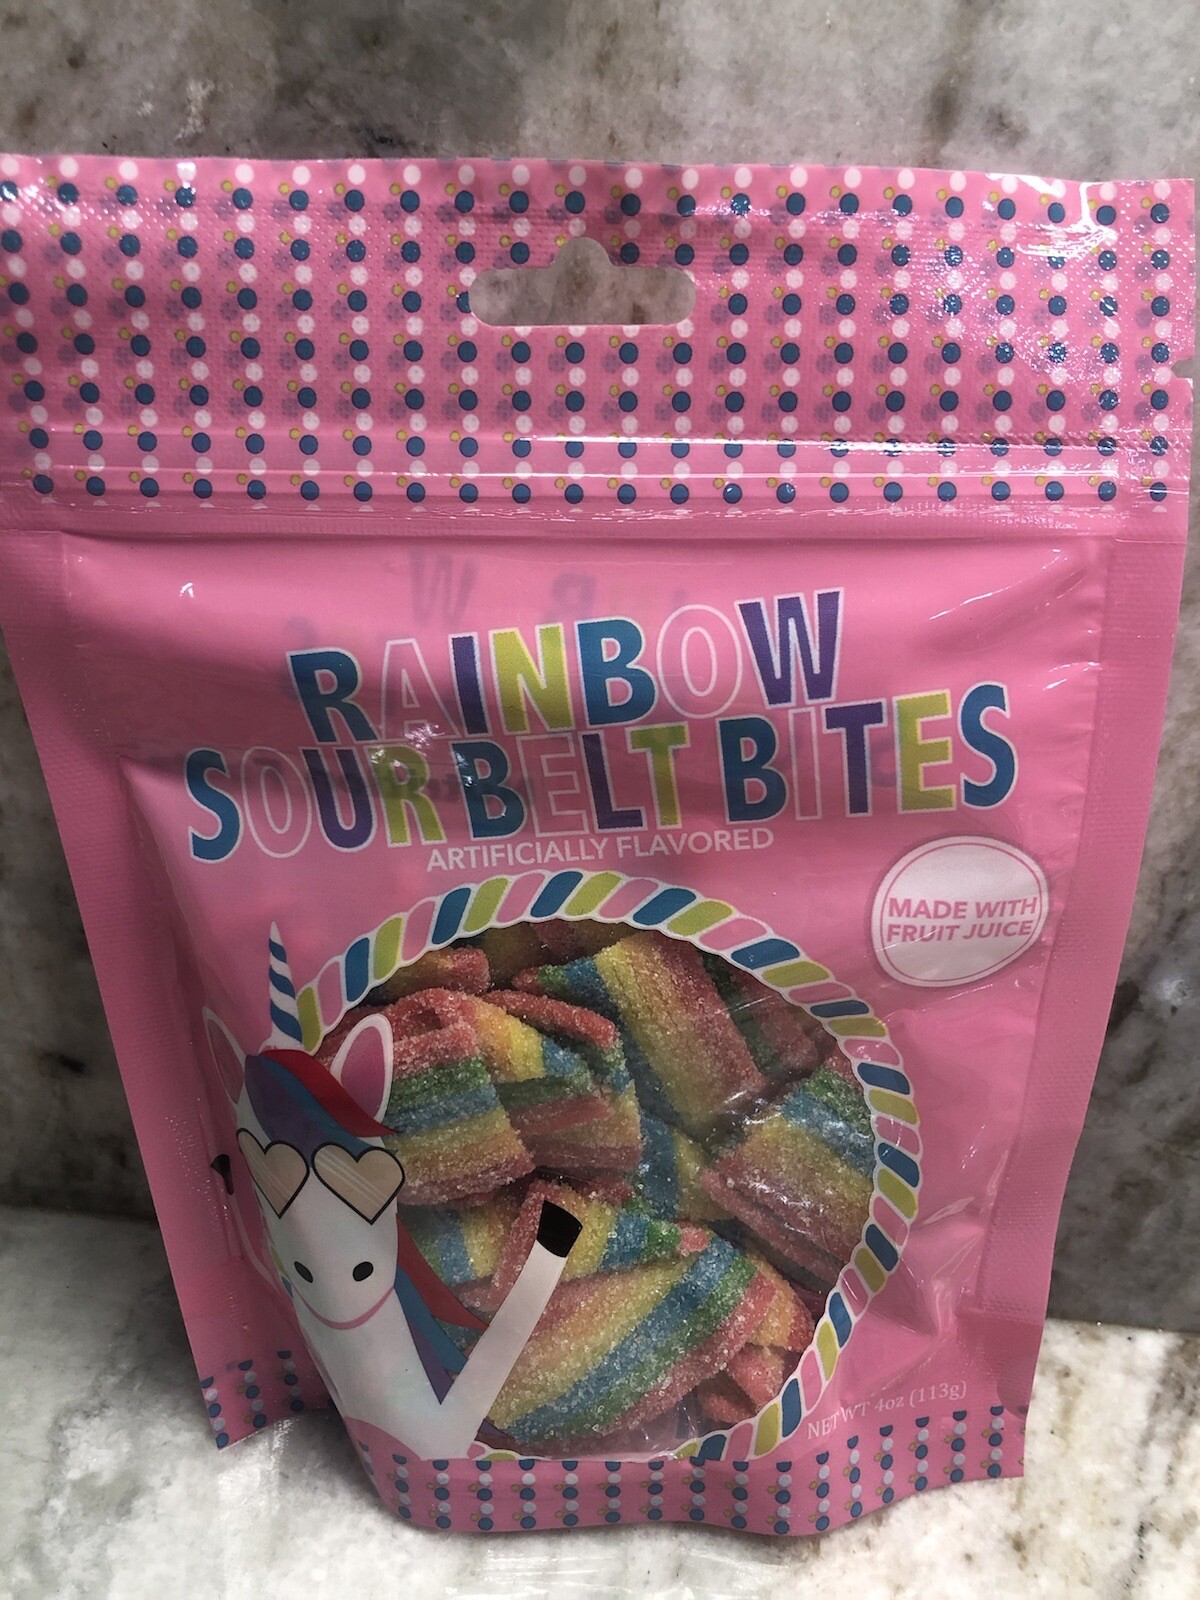 RAINBOW
SOUR BELT BITES
ARTIFICIALLY FLAVORED
MADE WITH
FRUIT JUICE
NET WT 4oz (113g)